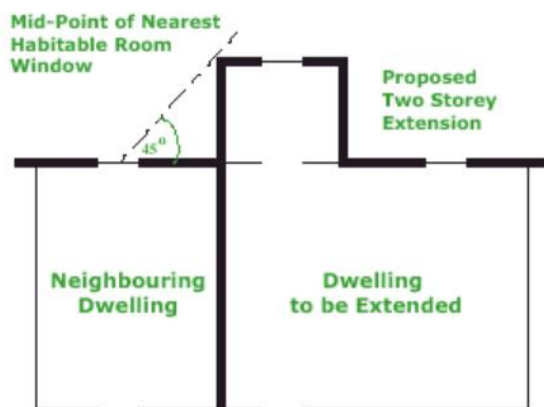 Mid-Point of Nearest
Habitable Room
Window
Proposed
Two Storey
Extension
45°
Neighbouring
Dwelling
Dwelling
to be Extended